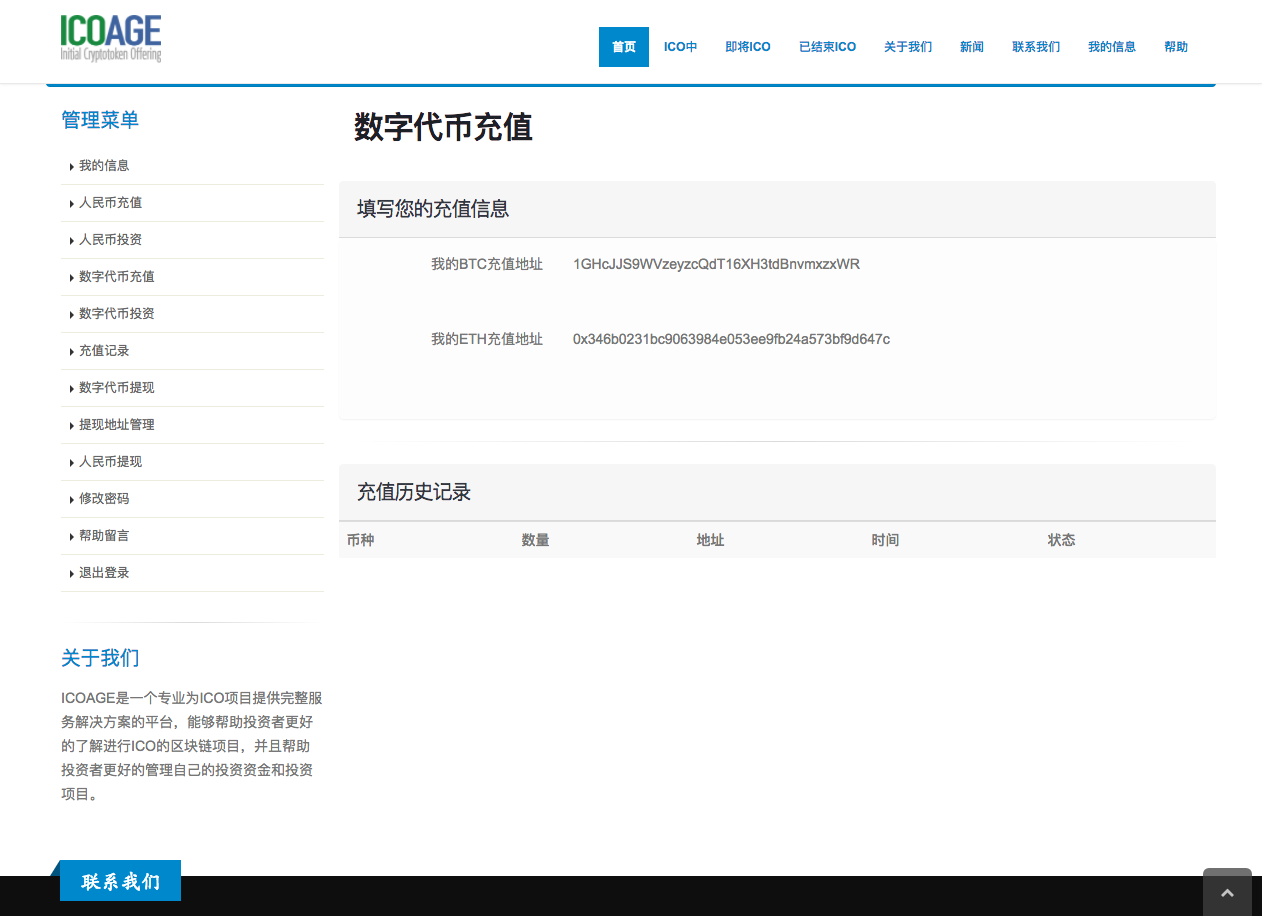 ICOAGE
Initial Cryptotoken Offering
首页 ICO中 即将ICO 已结束ICO 关于我们 新闻 联系我们 我的信息 帮助
管理菜单
我的信息
人民币充值
人民币投资
数字代币充值
数字代币投资
充值记录
数字代币提现
提现地址管理
人民币提现
修改密码
帮助留言
退出登录
关于我们
ICOAGE是一个专业为ICO项目提供完整服
务解决方案的平台，能够帮助投资者更好
的了解进行ICO的区块链项目，并且帮助
投资者更好的管理自己的投资资金和投资
项目。
数字代币充值
填写您的充值信息
我的BTC充值地址 1GHcJJS9WVzeyzcQdT16XH3tdBnvmxzxWR
我的ETH充值地址 0x346b0231bc9063984e053ee9fb24a573bf9d647c
充值历史记录
币种 数量 地址 时间 状态
联系我们